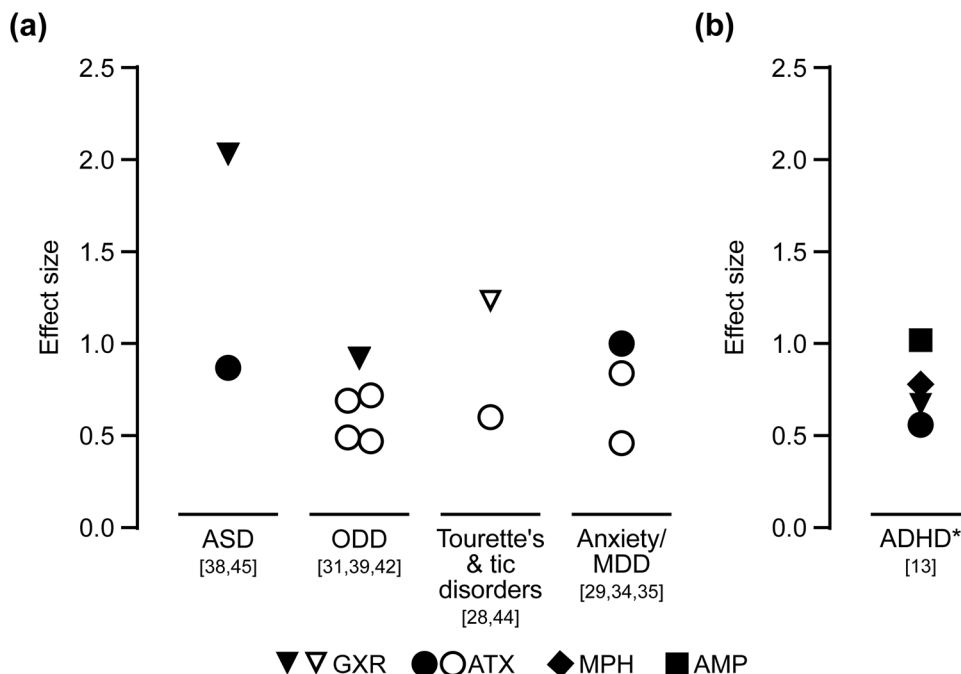 (a)
(b)
2.5
2.0
1.5
1.0
0.5
0.0
Effect size
ASD
[38,45]
ODD
[31,39,42]
Tourette's
& tic
disorders
[28,44]
Anxiety/
MDD
[29,34,35]
2.5
2.0
1.5
1.0
0.5
0.0
Effect size
ADHD*
[13]
GXR ATX MPH AMP